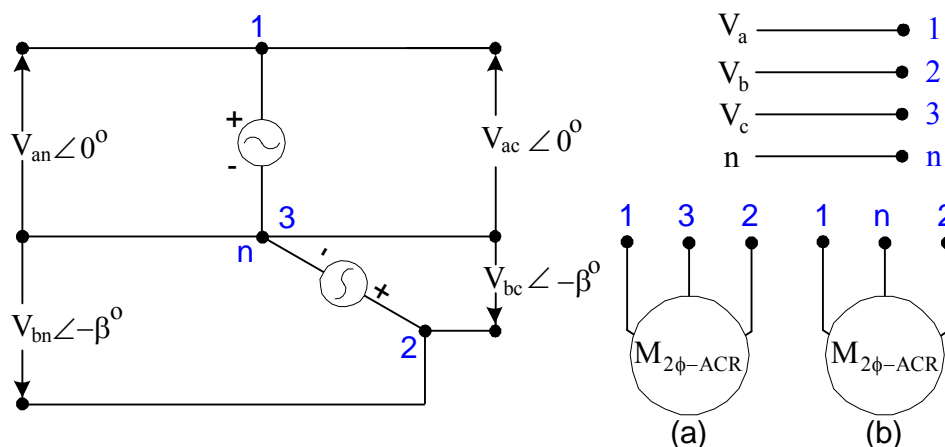 1
V_an∠0°
+
-
V_ac∠0°
3
n
-
+
V_bn∠−β°
V_bc∠−β°
2
V_a 1
V_b 2
V_c 3
n n
1 3 2
M_2ϕ−ACR
(a)
1 n 2
M_2ϕ−ACR
(b)